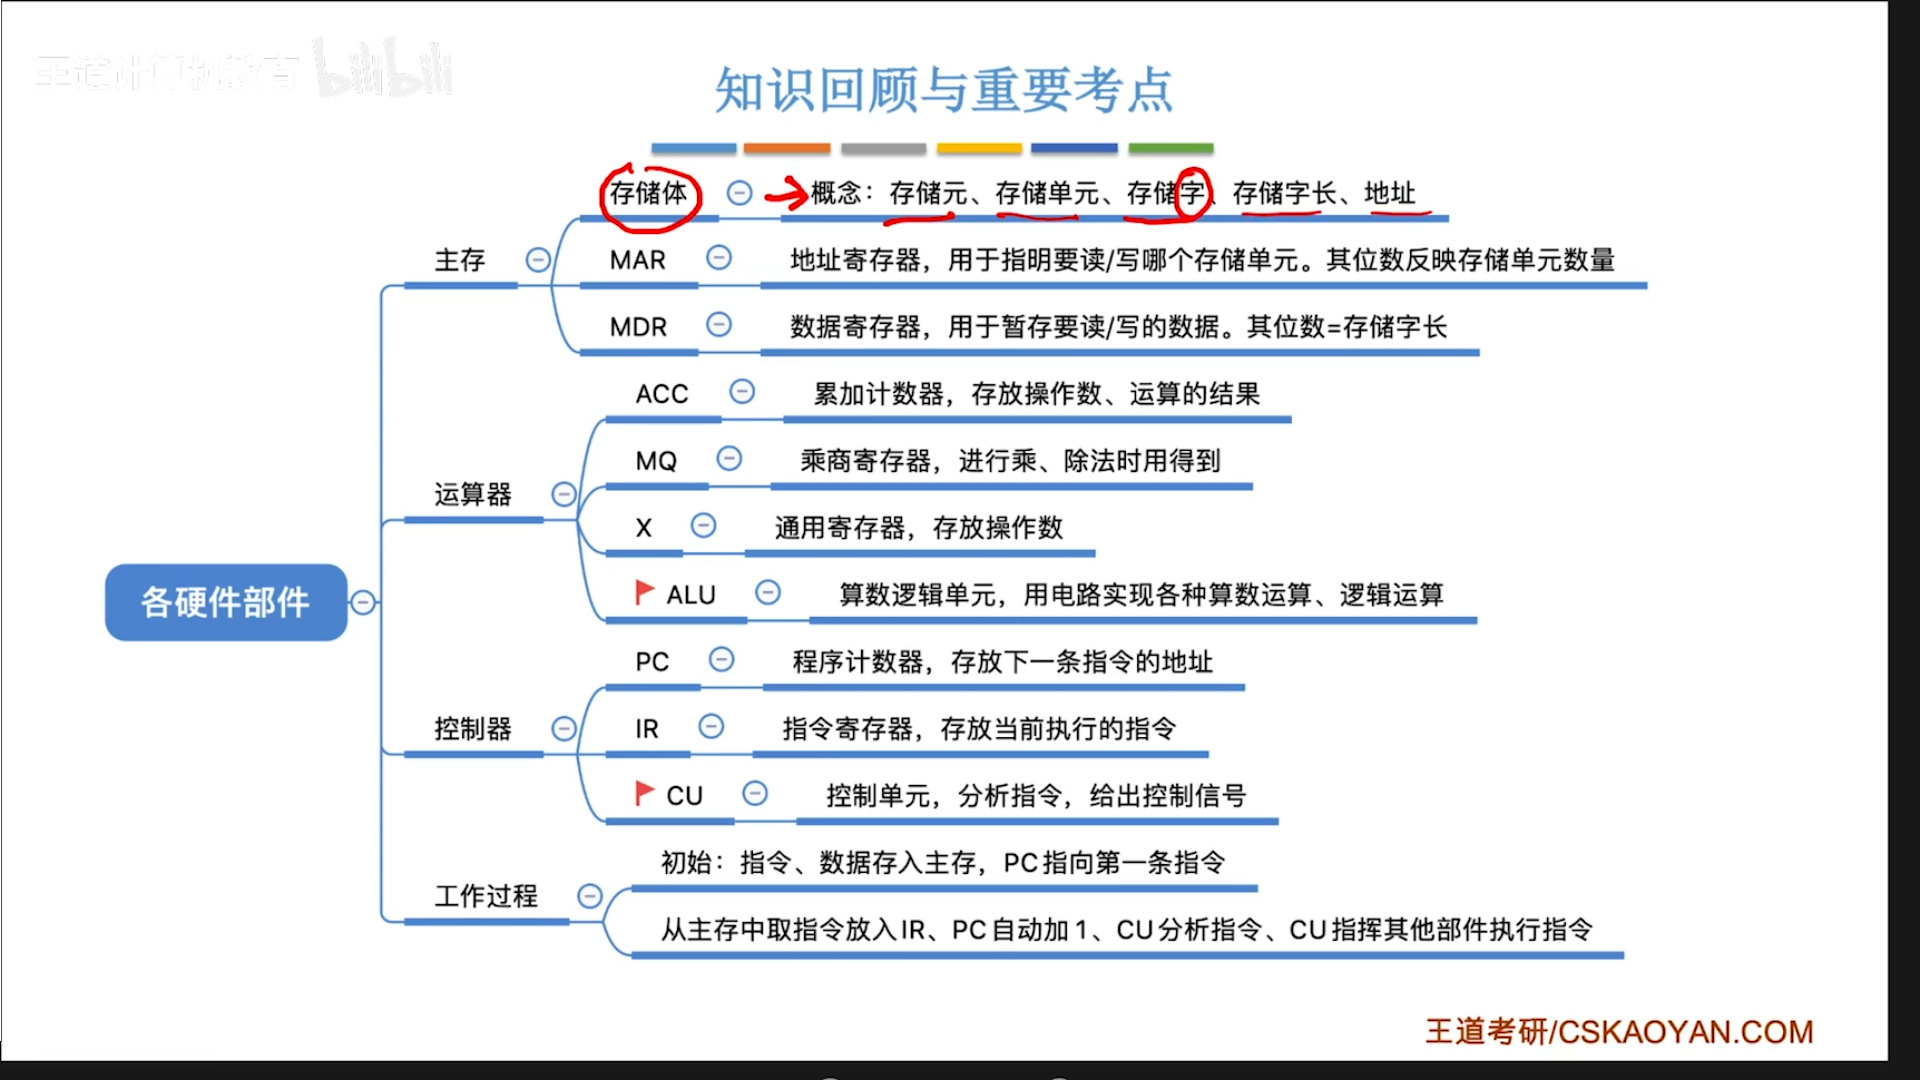 王道计算机教育 bilibili
知识回顾与重要考点
各硬件部件
主存
存储体
概念：存储元、存储单元、存储字、存储字长、地址
MAR
地址寄存器，用于指明要读/写哪个存储单元。其位数反映存储单元数量
MDR
数据寄存器，用于暂存要读/写的数据。其位数=存储字长
运算器
ACC
累加计数器，存放操作数、运算的结果
MQ
乘商寄存器，进行乘、除法时用得到
X
通用寄存器，存放操作数
ALU
算数逻辑单元，用电路实现各种算数运算、逻辑运算
控制器
PC
程序计数器，存放下一条指令的地址
IR
指令寄存器，存放当前执行的指令
CU
控制单元，分析指令，给出控制信号
工作过程
初始：指令、数据存入主存，PC指向第一条指令
从主存中取指令放入IR、PC自动加1、CU分析指令、CU指挥其他部件执行指令
王道考研/CSKAOYAN.COM